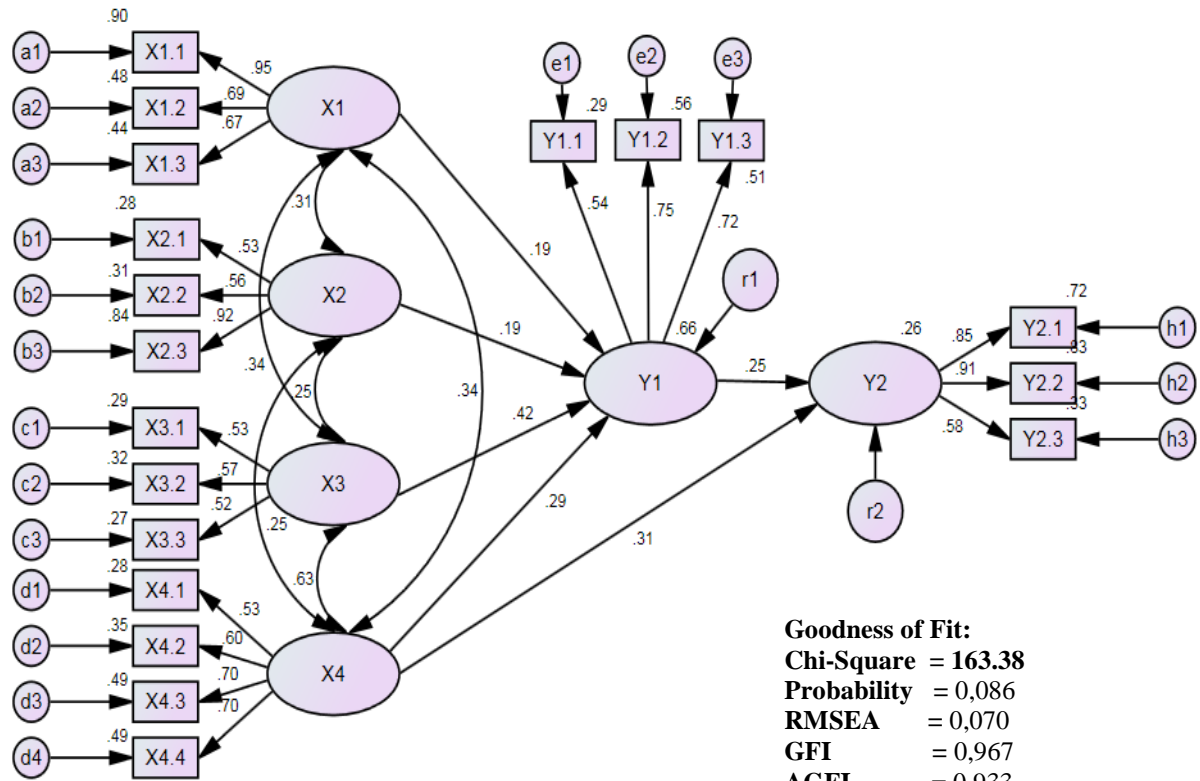 .90
a1 X1.1 .95
.48
a2 X1.2 .69 X1
.44 .67
a3 X1.3
e1 e2 e3
.29 .56
Y1.1 Y1.2 Y1.3
.51
.54 .75 .72
.31 .19
.28
b1 X2.1 .53
.31
b2 X2.2 .56 X2
.84 .92
b3 X2.3
.19 r1
.34 .25 .34
.66
Y1 .25 .26 Y2
.72
.85 Y2.1 h1
.83
.91 Y2.2 h2
.33
.58 Y2.3 h3
r2
.29 .42
c1 X3.1 .53
.32
c2 X3.2 .57 X3
.27 .52
c3 X3.3
.25 .29 .31
.28 .63
d1 X4.1 .53
.35
d2 X4.2 .60
.49 .70 X4
d3 X4.3 .70
.49
d4 X4.4
Goodness of Fit:
Chi-Square = 163.38
Probability = 0,086
RMSEA = 0,070
GFI = 0,967
AGFI = 0,933